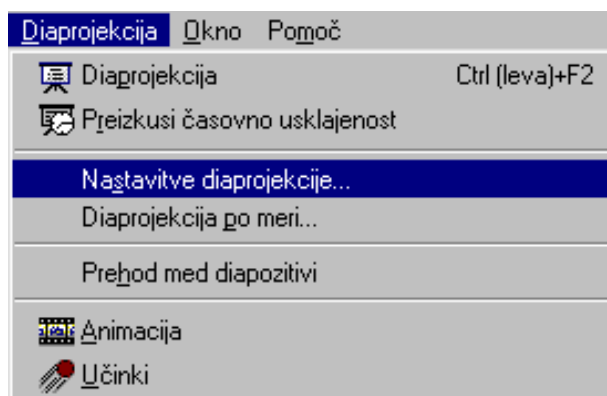 Diaprojekcija Okno Pomoč
Diaprojekcija Ctrl (leva)+F2
Preizkusi časovno usklajenost
Nastavitve diaprojekcije...
Diaprojekcija po meri...
Prehod med diapozitivi
Animacija
Učinki